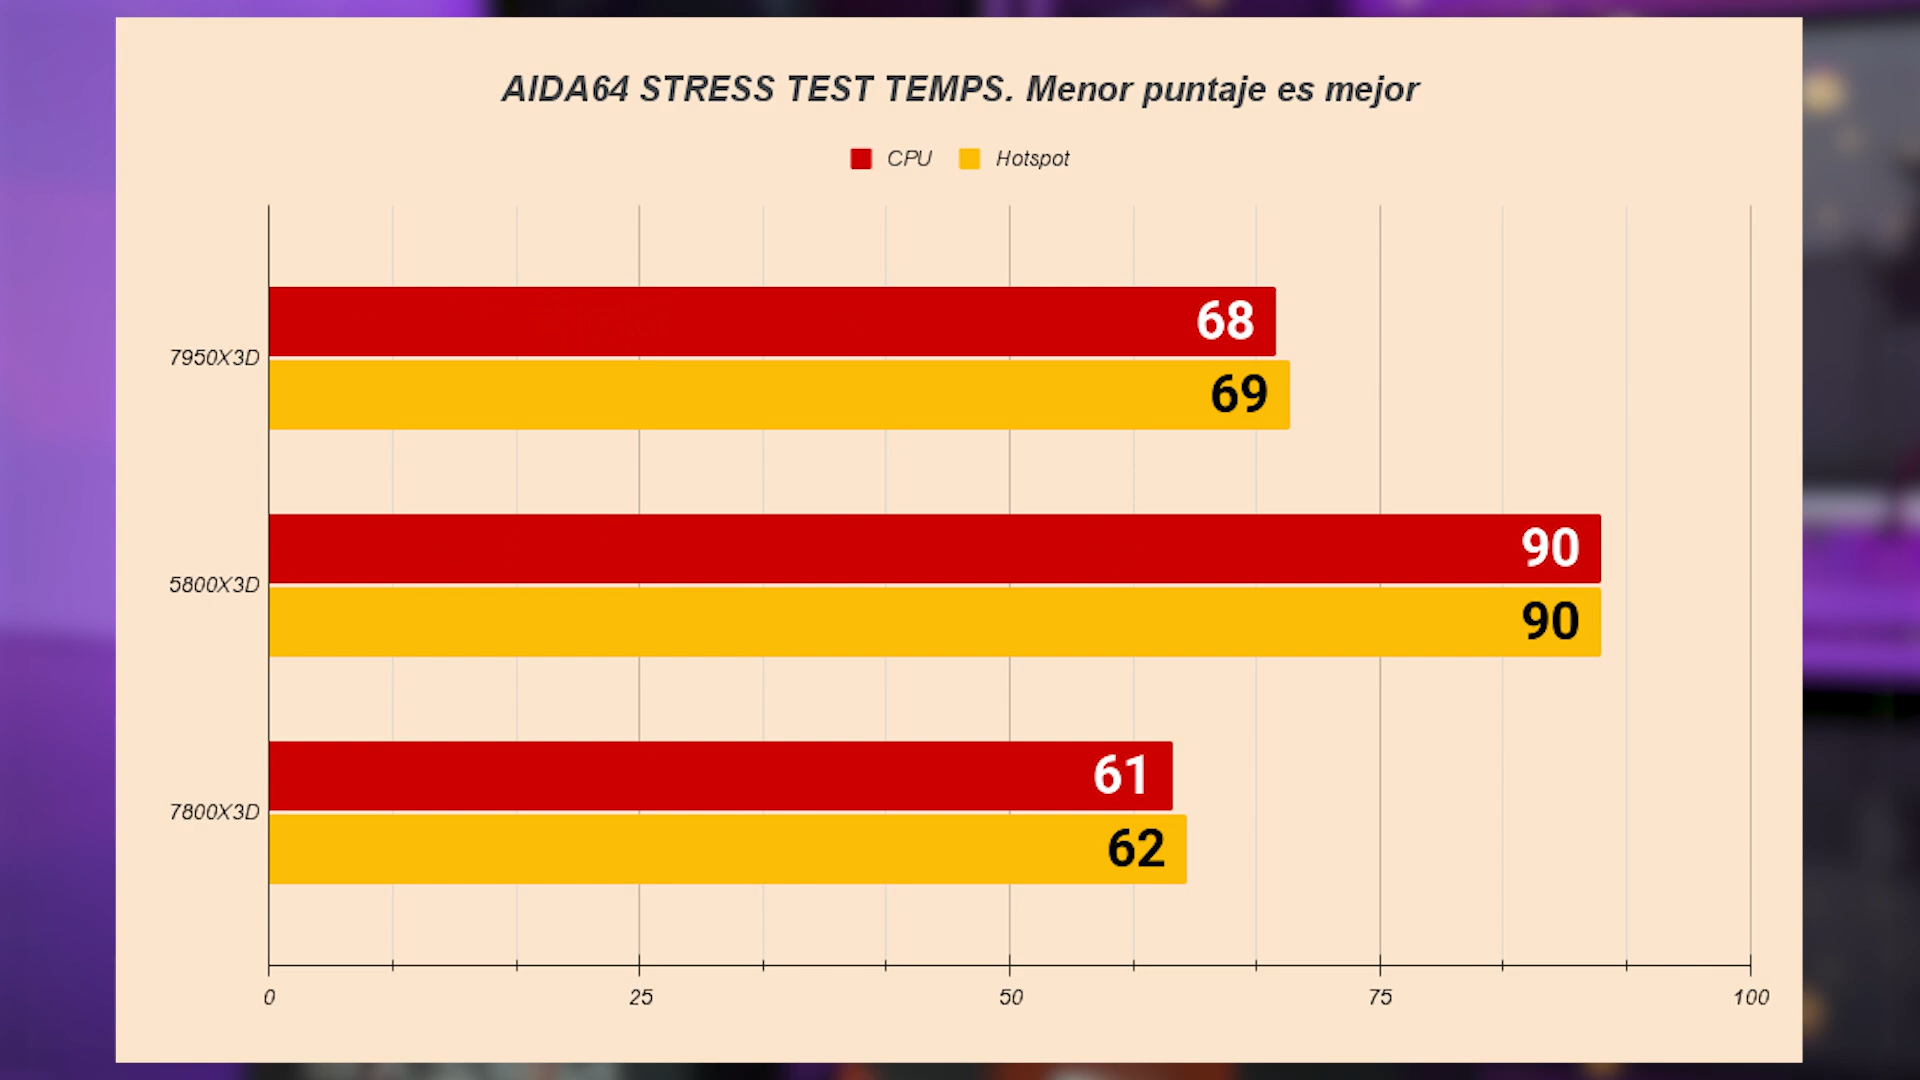 AIDA64 STRESS TEST TEMPS. Menor puntaje es mejor
CPU Hotspot
68
7950X3D
69
90
5800X3D
90
61
7800X3D
62
0 25 50 75 100